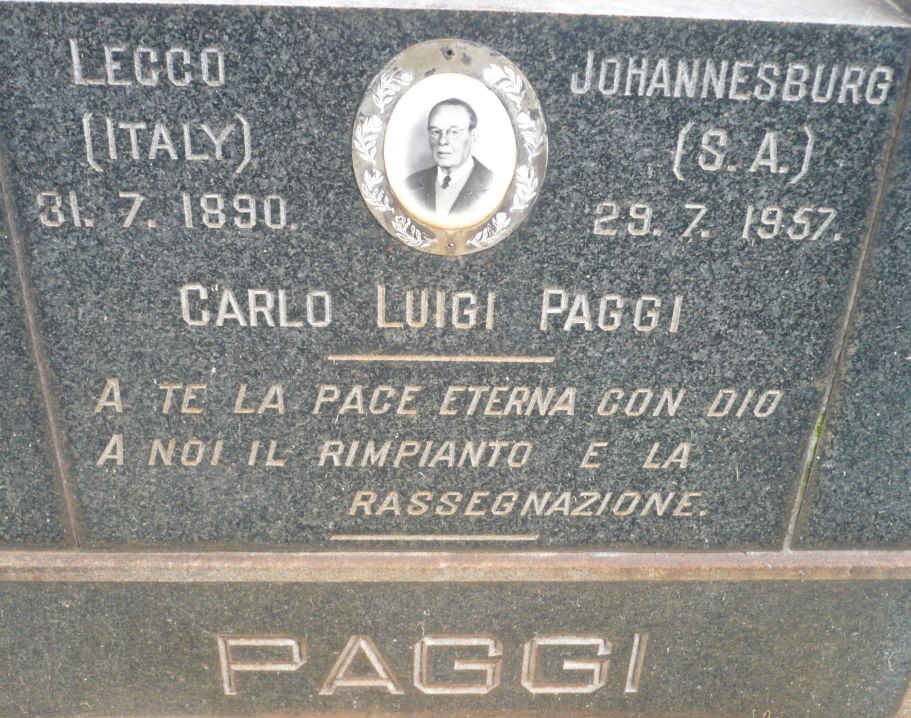 LECCO
(ITALY)
31. 7. 1890.
JOHANNESBURG
(S. A.)
29. 7. 1957.
CARLO LUIGI PAGGI
A TE LA PACE ETERNA CON DIO
A NOI IL RIMPIANTO E LA
RASSEGNAZIONE.
PAGGI